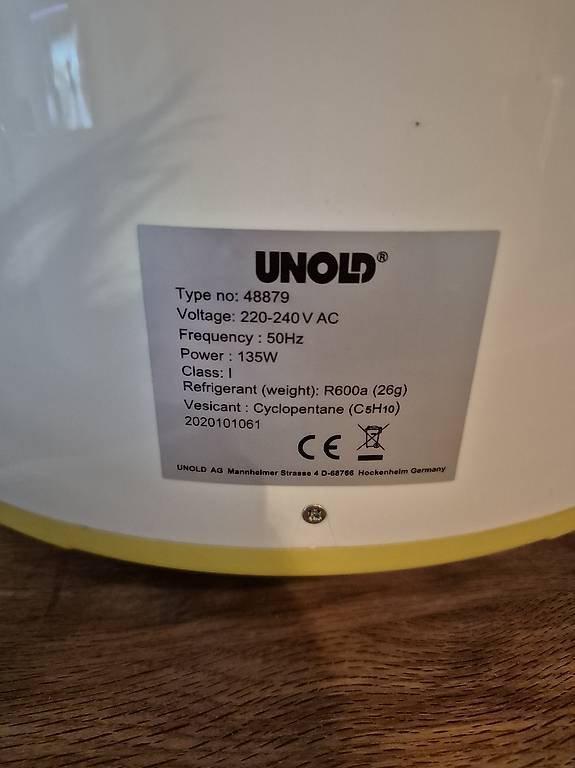 UNOLD®
Type no: 48879
Voltage: 220-240 V AC
Frequency : 50Hz
Power : 135W
Class: I
Refrigerant (weight): R600a (26g)
Vesicant : Cyclopentane (C5H10)
2020101061
CE
UNOLD AG Mannheimer Strasse 4 D-68766 Hockenheim Germany